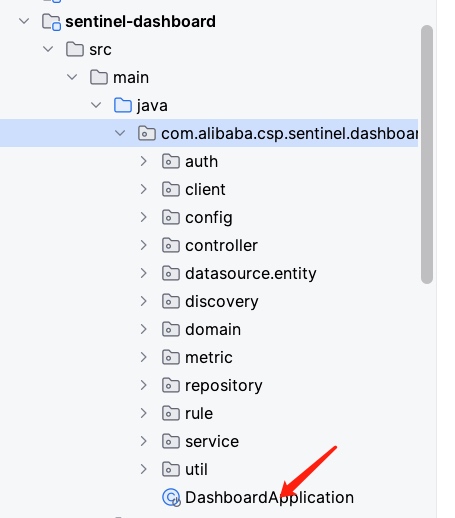 sentinel-dashboard
src
main
java
com.alibaba.csp.sentinel.dashboar
auth
client
config
controller
datasource.entity
discovery
domain
metric
repository
rule
service
util
DashboardApplication